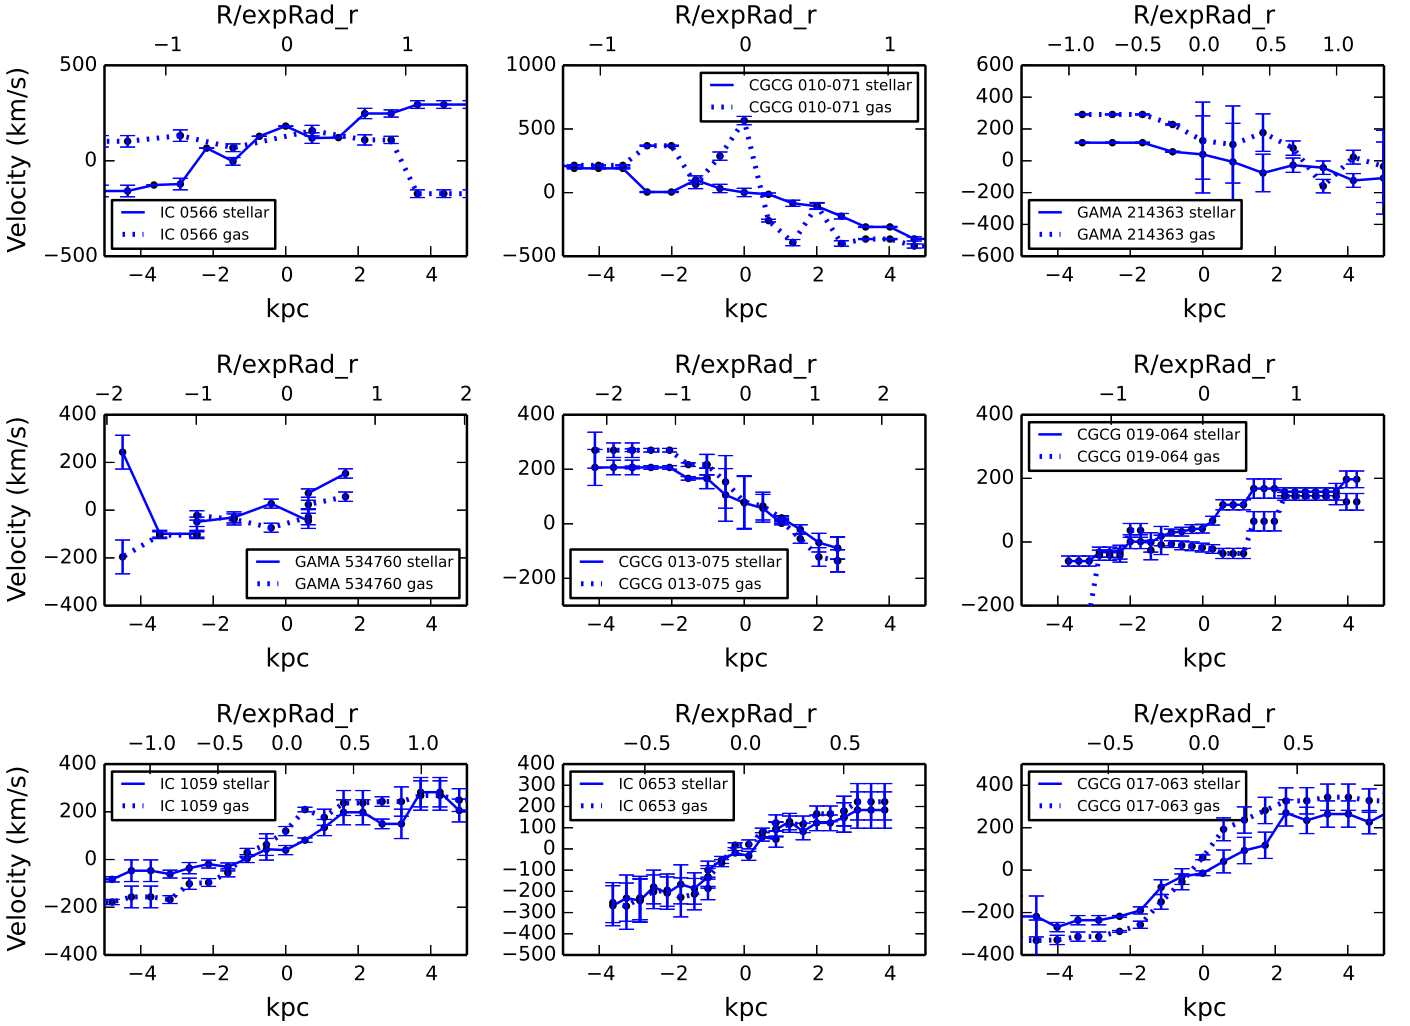 R/expRad_r R/expRad_r R/expRad_r
−1 0 1 −1 0 1 −1.0 −0.5 0.0 0.5 1.0
Velocity (km/s)
500 0 −500
IC 0566 stellar
IC 0566 gas
−4 −2 0 2 4
kpc
1000 500 0 −500
CGCG 010-071 stellar
CGCG 010-071 gas
−4 −2 0 2 4
kpc
600 400 200 0 −200 −400 −600
GAMA 214363 stellar
GAMA 214363 gas
−4 −2 0 2 4
kpc
R/expRad_r R/expRad_r R/expRad_r
−2 −1 0 1 2 −2 −1 0 1 2 −1 0 1
Velocity (km/s)
400 200 0 −200 −400
GAMA 534760 stellar
GAMA 534760 gas
−4 −2 0 2 4
kpc
400 200 0 −200
CGCG 013-075 stellar
CGCG 013-075 gas
−4 −2 0 2 4
kpc
400 200 0 −200
CGCG 019-064 stellar
CGCG 019-064 gas
−4 −2 0 2 4
kpc
R/expRad_r R/expRad_r R/expRad_r
−1.0 −0.5 0.0 0.5 1.0 −0.5 0.0 0.5 −0.5 0.0 0.5
Velocity (km/s)
400 200 0 −200 −400
IC 1059 stellar
IC 1059 gas
−4 −2 0 2 4
kpc
400 300 200 100 0 −100 −200 −300 −400 −500
IC 0653 stellar
IC 0653 gas
−4 −2 0 2 4
kpc
400 200 0 −200 −400
CGCG 017-063 stellar
CGCG 017-063 gas
−4 −2 0 2 4
kpc